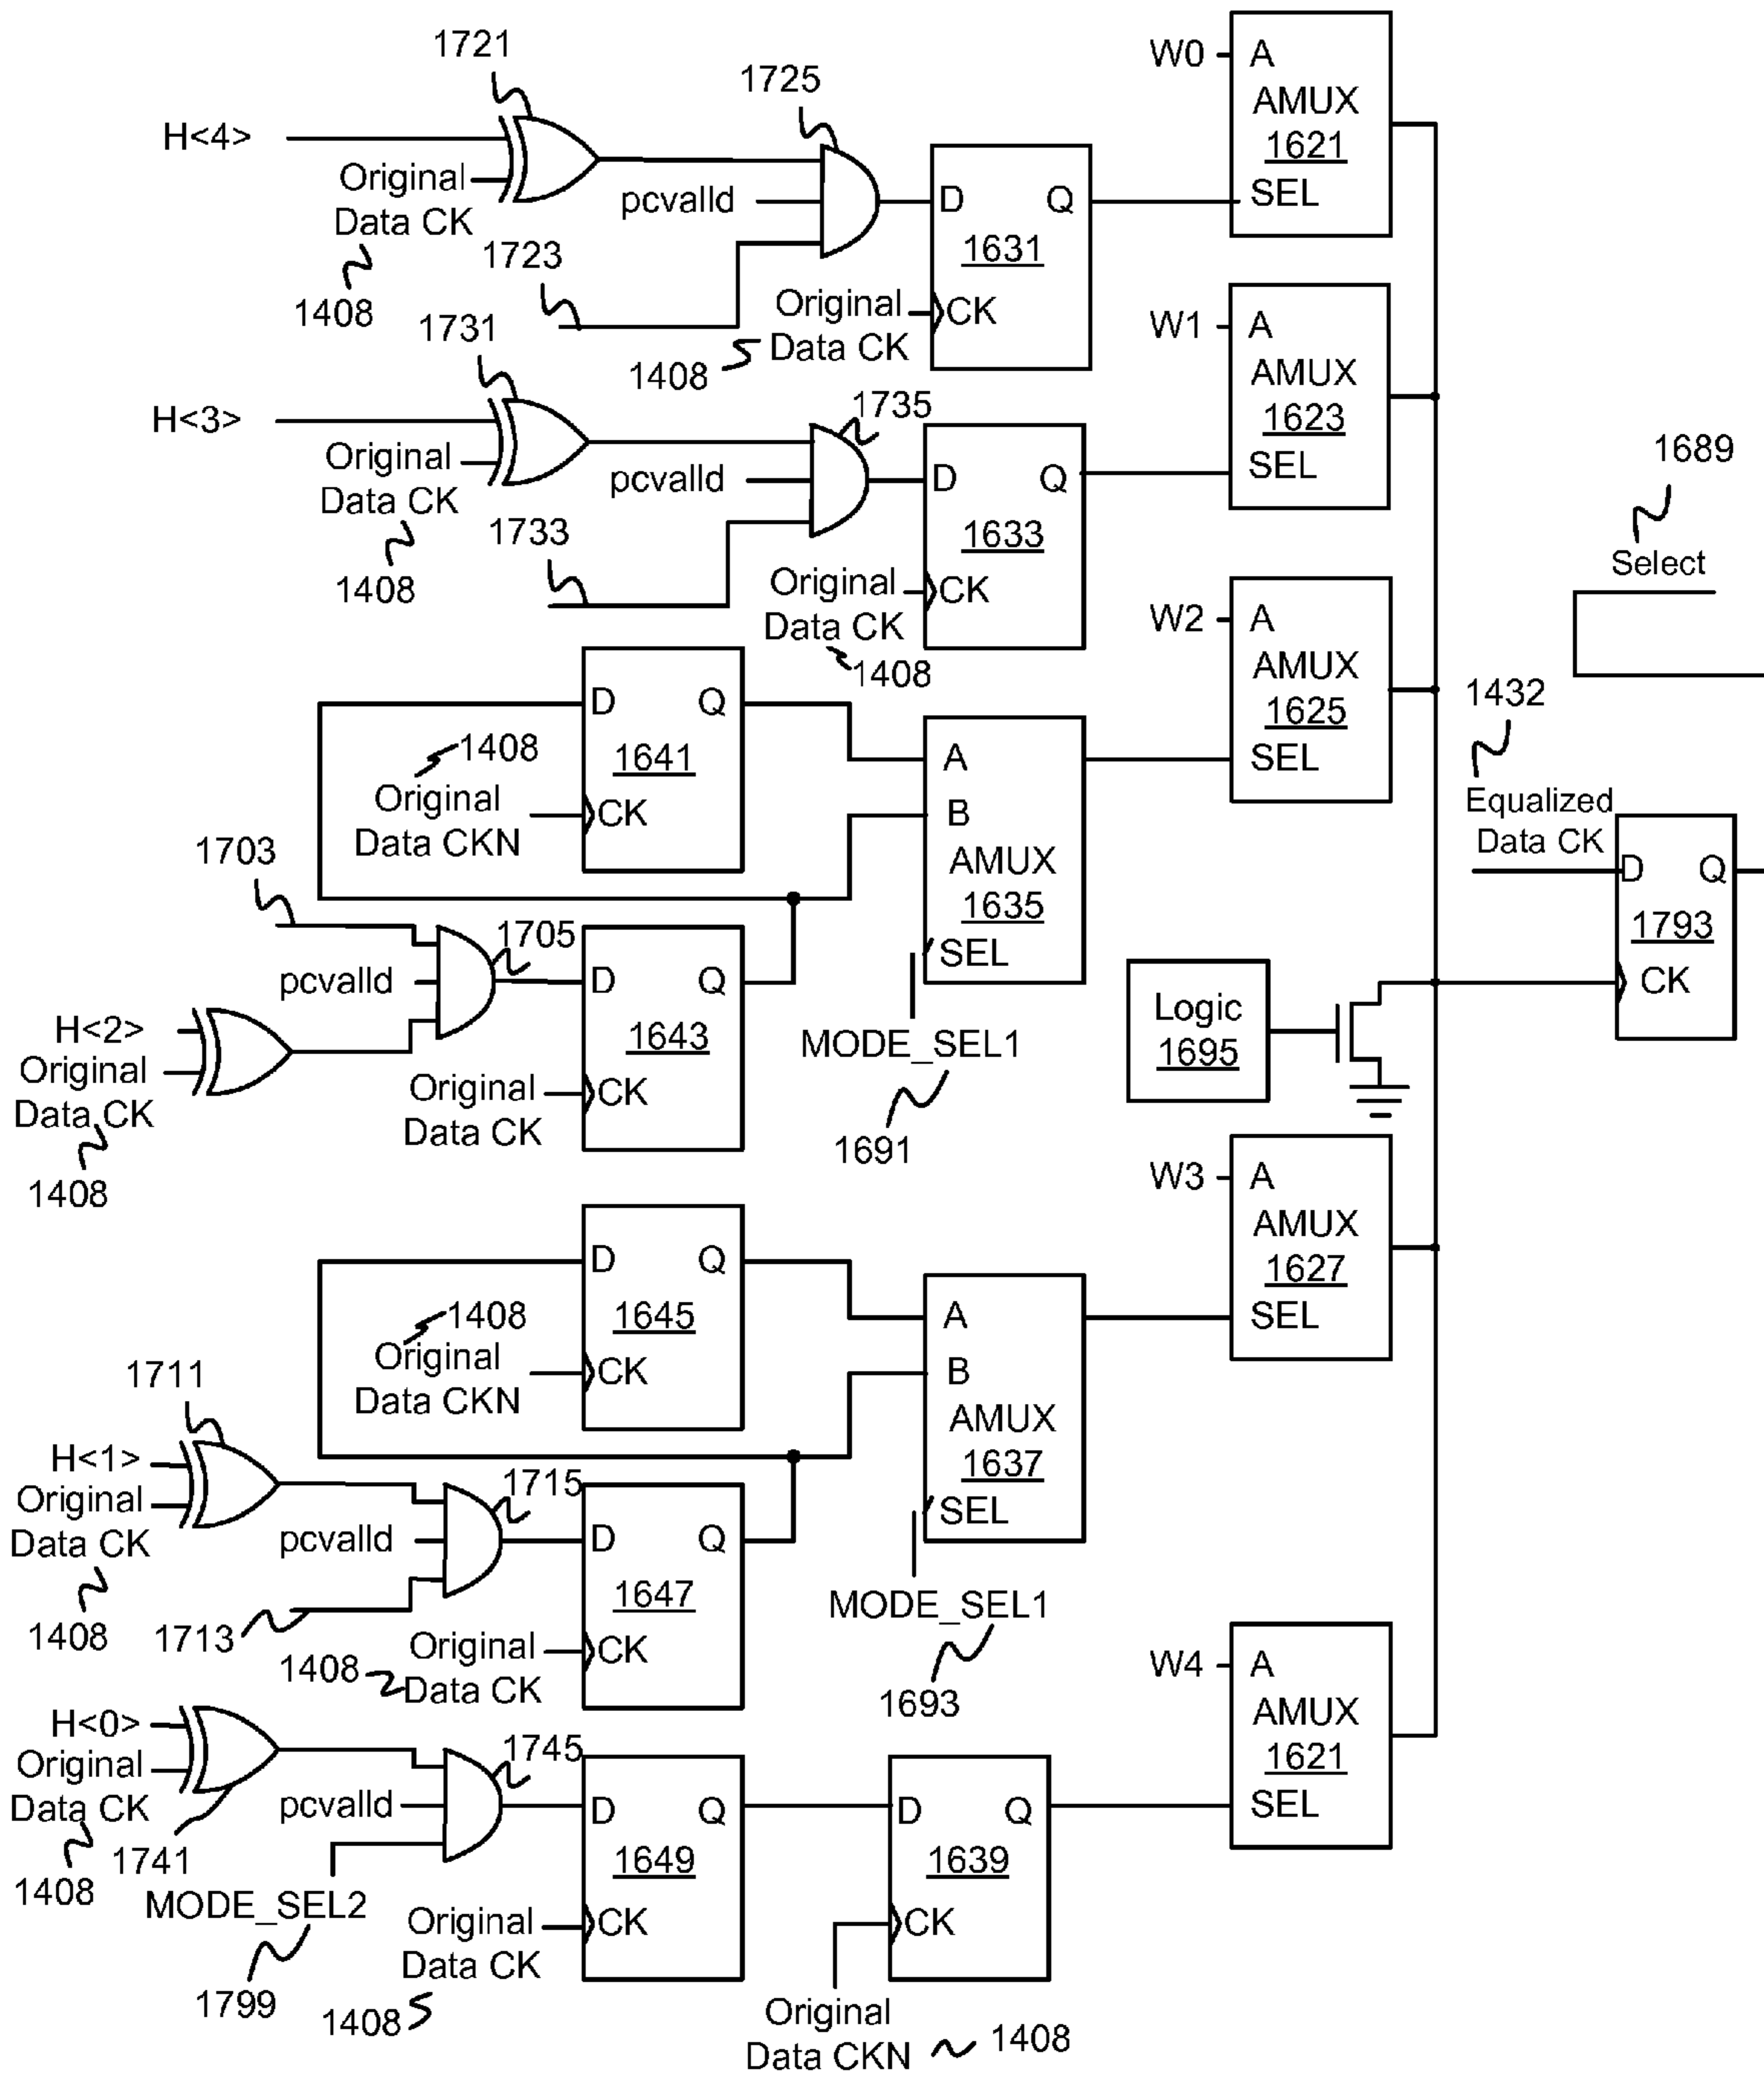 1721
H<4>
Original
Data CK
1408
1725
pcvalld
1723
D Q
1631
CK
Original
Data CK
1408
W0
A
AMUX
1621
SEL
1731
H<3>
Original
Data CK
1408
1735
pcvalld
1733
D Q
1633
CK
Original
Data CK
1408
W1
A
AMUX
1623
SEL
1689
Select
D Q
1641
CK
1408
Original
Data CKN
A
B
AMUX
1635
SEL
MODE_SEL1
1691
W2
A
AMUX
1625
SEL
1432
Equalized
Data CK
D Q
1793
CK
1703
1705
pcvalld
H<2>
Original
Data CK
1408
D Q
1643
CK
Original
Data CK
Logic
1695
D Q
1645
CK
1408
Original
Data CKN
A
B
AMUX
1637
SEL
MODE_SEL1
1693
W3
A
AMUX
1627
SEL
1711
H<1>
Original
Data CK
1408
1715
pcvalld
1713
D Q
1647
CK
Original
Data CK
1408
H<0>
Original
Data CK
1408
1741
1745
pcvalld
MODE_SEL2
1799
D Q
1649
CK
Original
Data CK
1408
D Q
1639
CK
Original
Data CKN
1408
W4
A
AMUX
1621
SEL